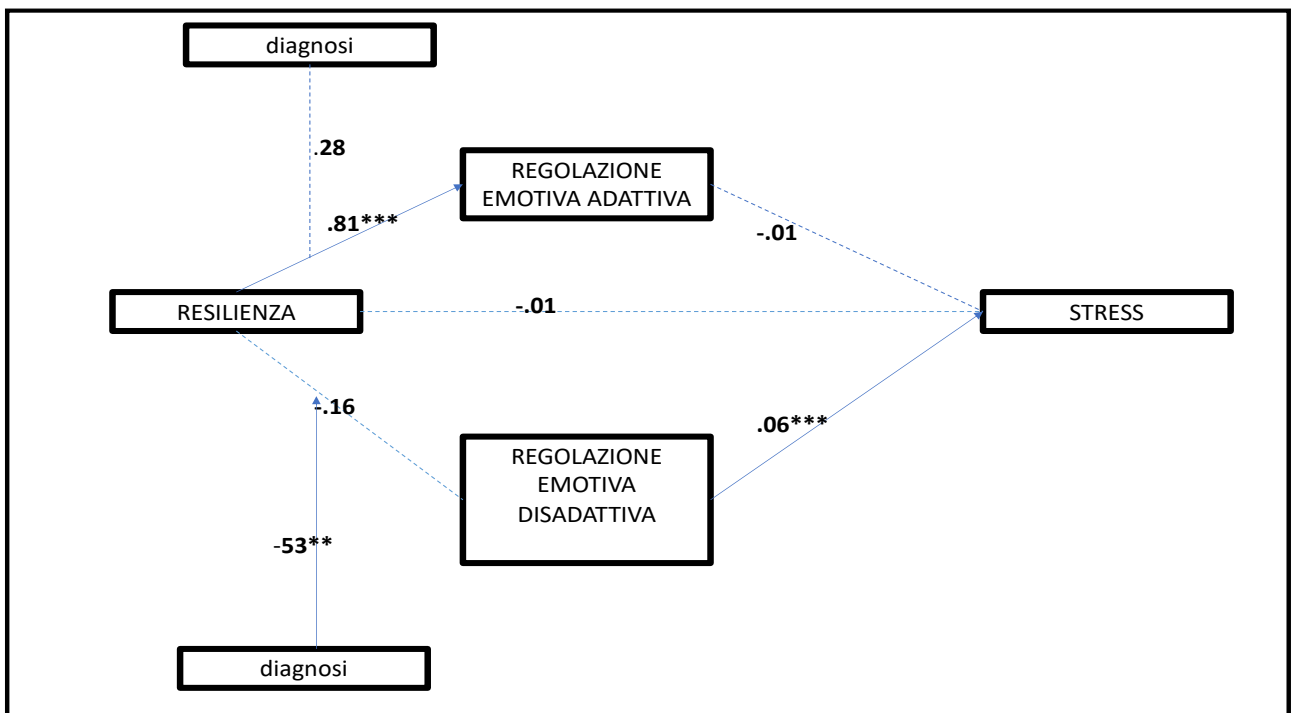 diagnosi
.28
REGOLAZIONE
EMOTIVA ADATTIVA
.81***
-.01
RESILIENZA
-.01
STRESS
-.16
.06***
REGOLAZIONE
EMOTIVA
DISADATTIVA
-53**
diagnosi